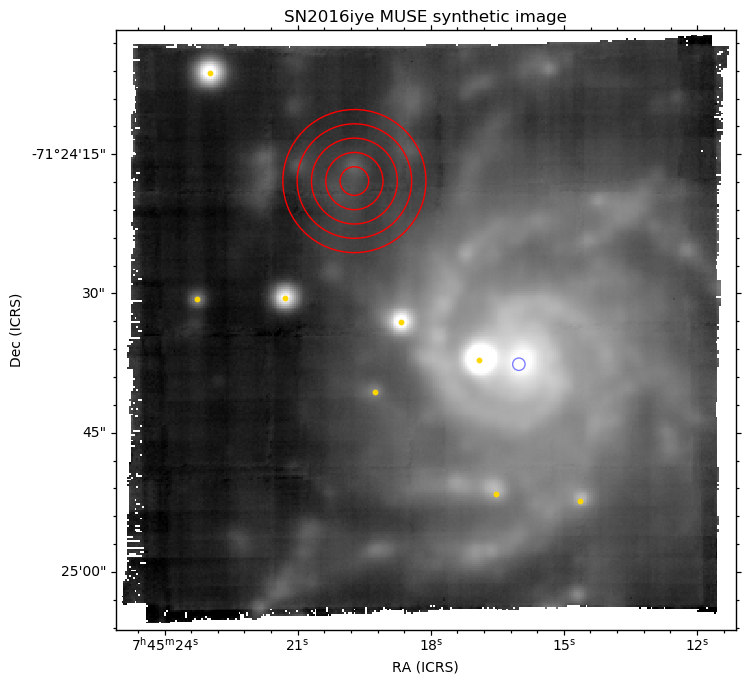 SN2016iye MUSE synthetic image
-71°24'15"
30"
45"
25'00"
Dec (ICRS)
7ʰ45ᵐ24ˢ 21ˢ 18ˢ 15ˢ 12ˢ
RA (ICRS)